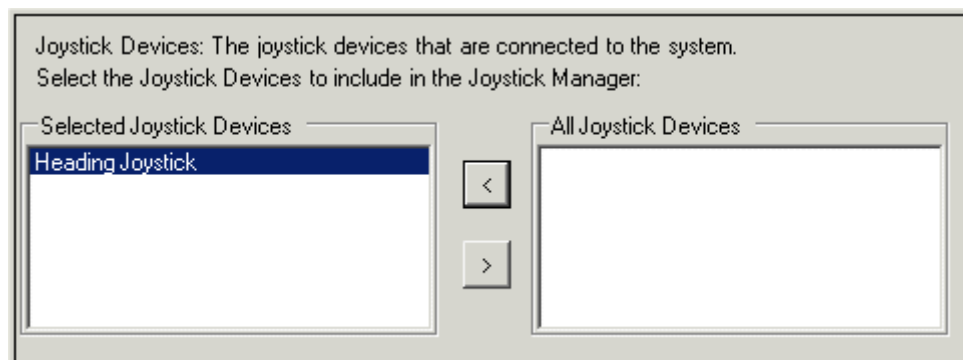 Joystick Devices: The joystick devices that are connected to the system.
Select the Joystick Devices to include in the Joystick Manager:
Selected Joystick Devices
Heading Joystick
<
>
All Joystick Devices